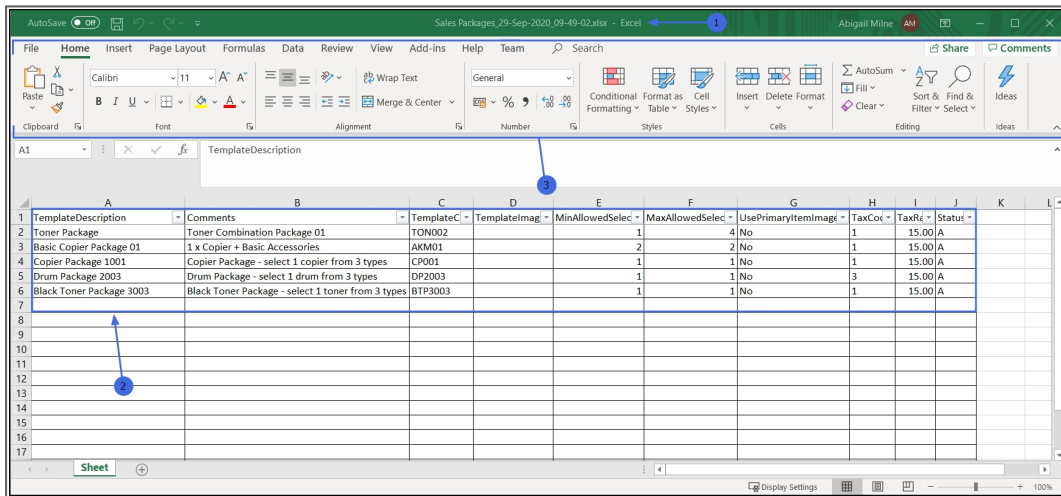 AutoSave Off Sales Packages_29-Sep-2020_09-49-02.xlsx - Excel 1 Abigail Milne AM
File Home Insert Page Layout Formulas Data Review View Add-ins Help Team Search Share Comments
Paste Calibri 11 A A Wrap Text General Conditional Formatting Format as Table Cell Styles Insert Delete Format AutoSum Fill Clear Sort & Filter Find & Select Ideas
B I U A Merge & Center % 9 .00
Clipboard Font Alignment Number Styles Cells Editing Ideas
A1 fx TemplateDescription
3
A B C D E F G H I J K L
1 TemplateDescription Comments TemplateC TemplateImag MinAllowedSelec MaxAllowedSelec UsePrimaryItemImage TaxCo TaxRa Status
2 Toner Package Toner Combination Package 01 TON002 1 4 No 1 15.00 A
3 Basic Copier Package 01 1 x Copier + Basic Accessories AKM01 2 2 No 1 15.00 A
4 Copier Package 1001 Copier Package - select 1 copier from 3 types CP001 1 1 No 1 15.00 A
5 Drum Package 2003 Drum Package - select 1 drum from 3 types DP2003 1 1 No 3 15.00 A
6 Black Toner Package 3003 Black Toner Package - select 1 toner from 3 types BTP3003 1 1 No 1 15.00 A
7
8
9
10
11
12
2
13
14
15
16
17
Sheet
Display Settings 100%